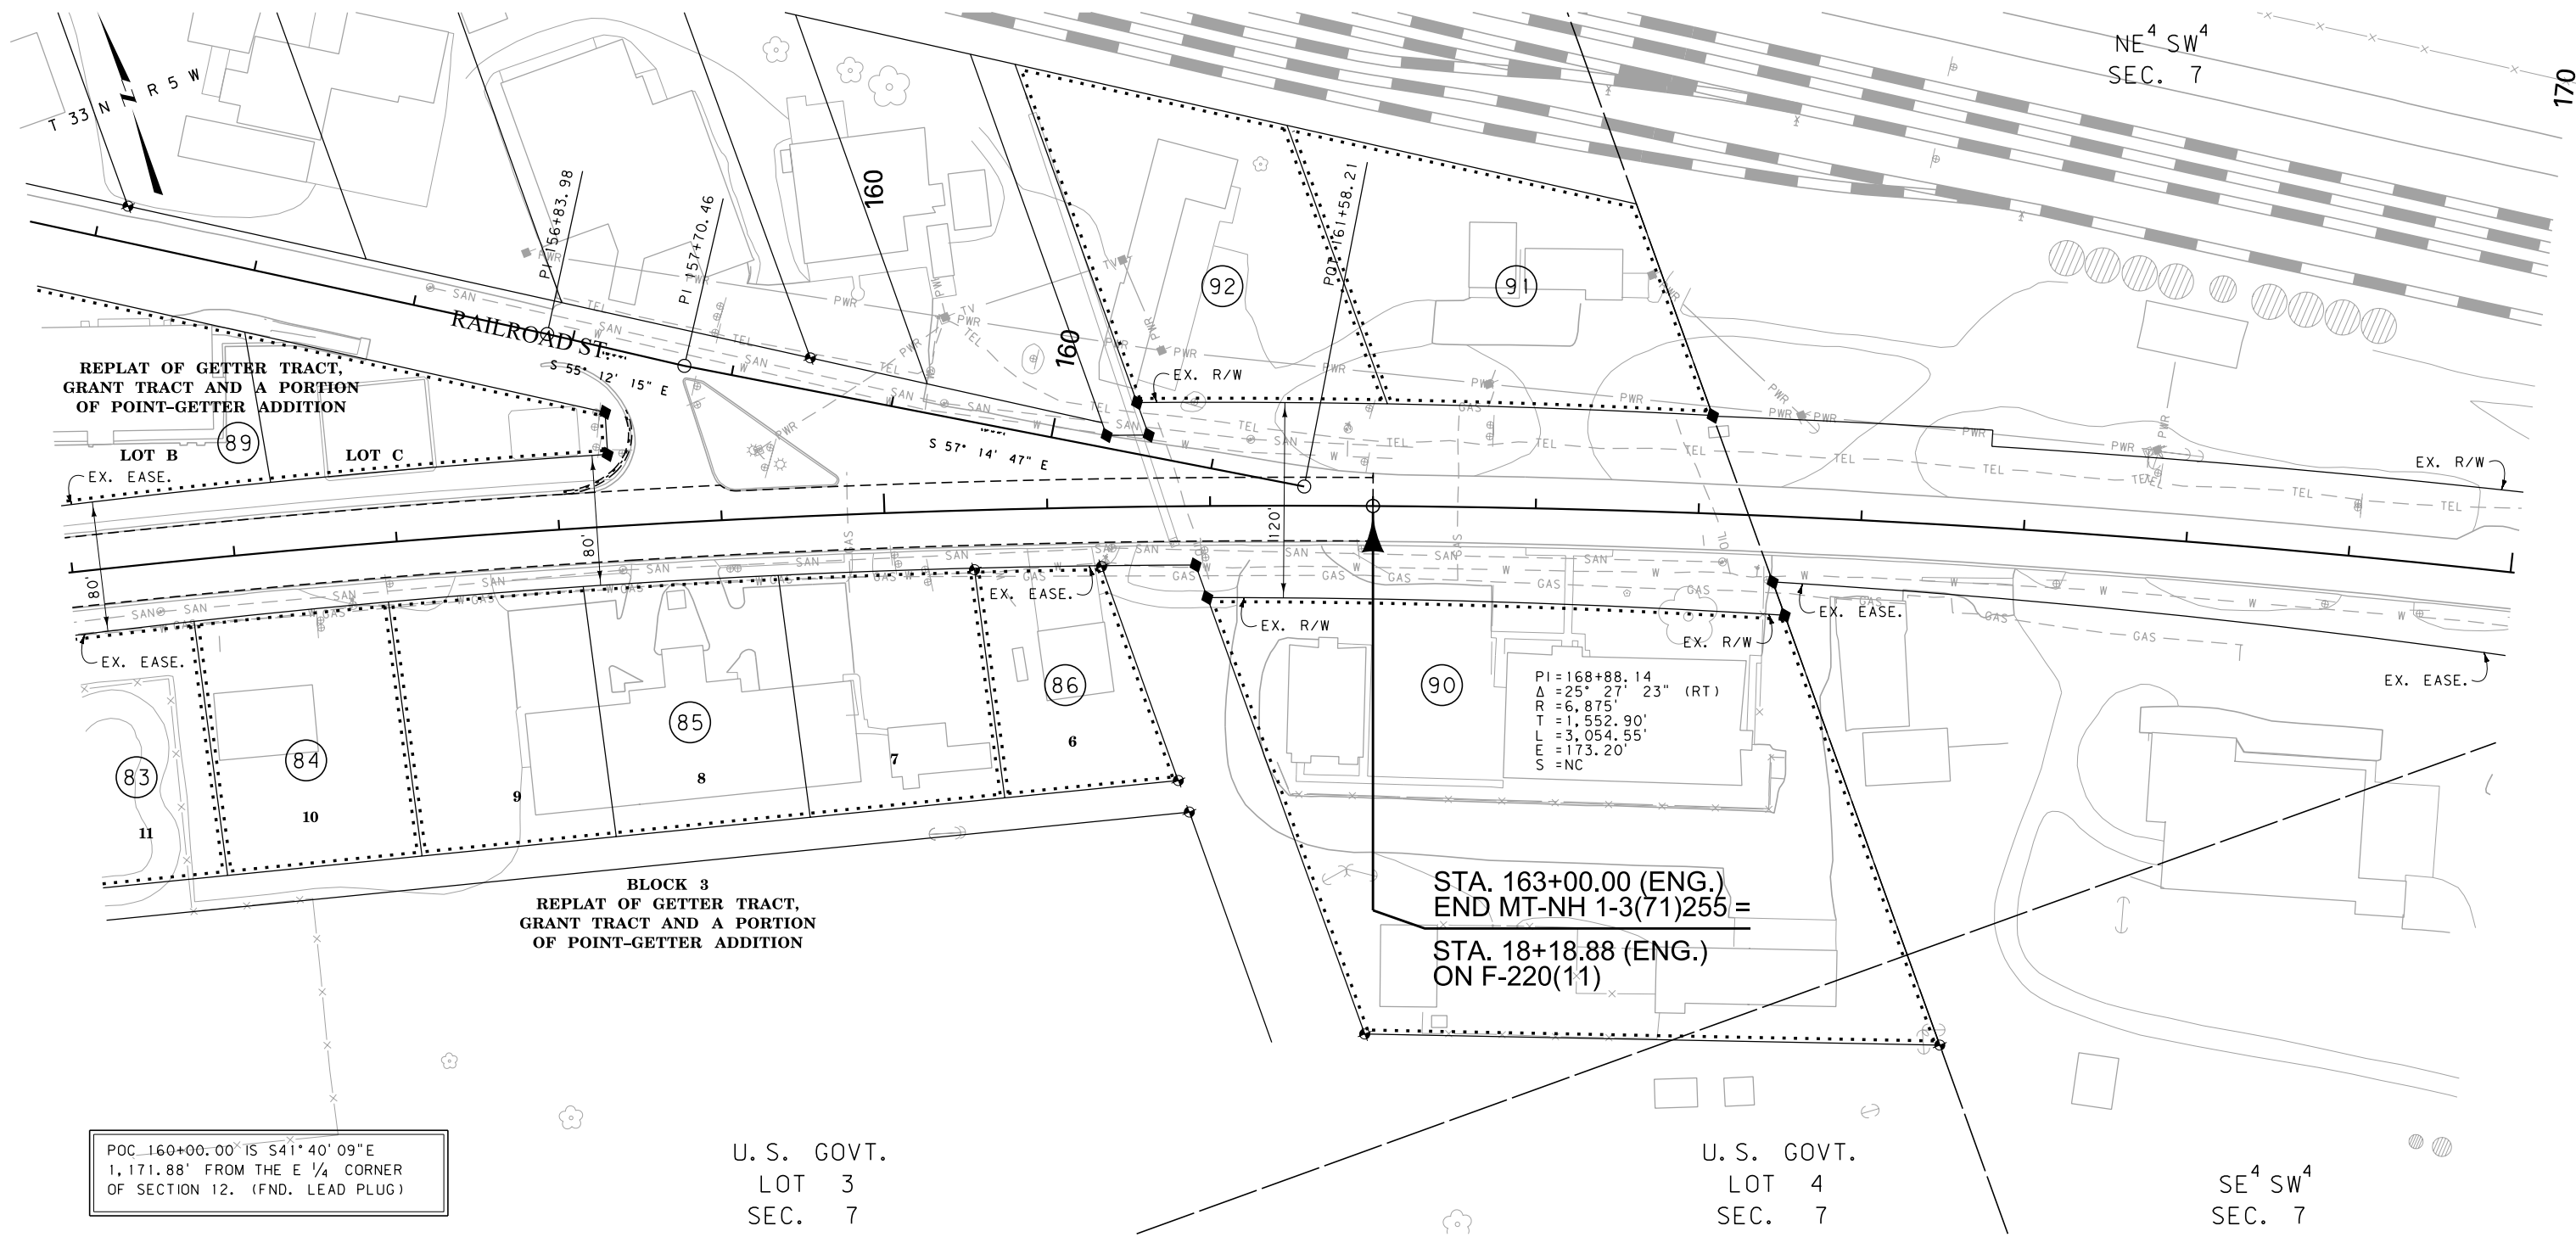 NE⁴ SW⁴
SEC. 7
170
T 33 N
R 5 W
PI 156+83.98
PI 157+70.46
160
POT 161+58.21
92
91
160
RAILROAD ST.
S 55° 12' 15" E
S 57° 14' 47" E
EX. R/W
EX. R/W
REPLAT OF GETTER TRACT,
GRANT TRACT AND A PORTION
OF POINT-GETTER ADDITION
89
LOT B
LOT C
EX. EASE.
80'
80'
120'
EX. EASE.
EX. EASE.
EX. R/W
EX. R/W
EX. EASE.
EX. EASE.
SAN
TEL
PWR
TV
W
GAS
OIL
83
84
85
86
90
11
10
9
8
7
6
PI=168+88.14
Δ =25° 27' 23" (RT)
R =6,875'
T =1,552.90'
L =3,054.55'
E =173.20'
S =NC
BLOCK 3
REPLAT OF GETTER TRACT,
GRANT TRACT AND A PORTION
OF POINT-GETTER ADDITION
STA. 163+00.00 (ENG.)
END MT-NH 1-3(71)255 =
STA. 18+18.88 (ENG.)
ON F-220(11)
POC 160+00.00 IS S41°40'09"E
1,171.88' FROM THE E ¼ CORNER
OF SECTION 12. (FND. LEAD PLUG)
U.S. GOVT.
LOT 3
SEC. 7
U.S. GOVT.
LOT 4
SEC. 7
SE⁴ SW⁴
SEC. 7